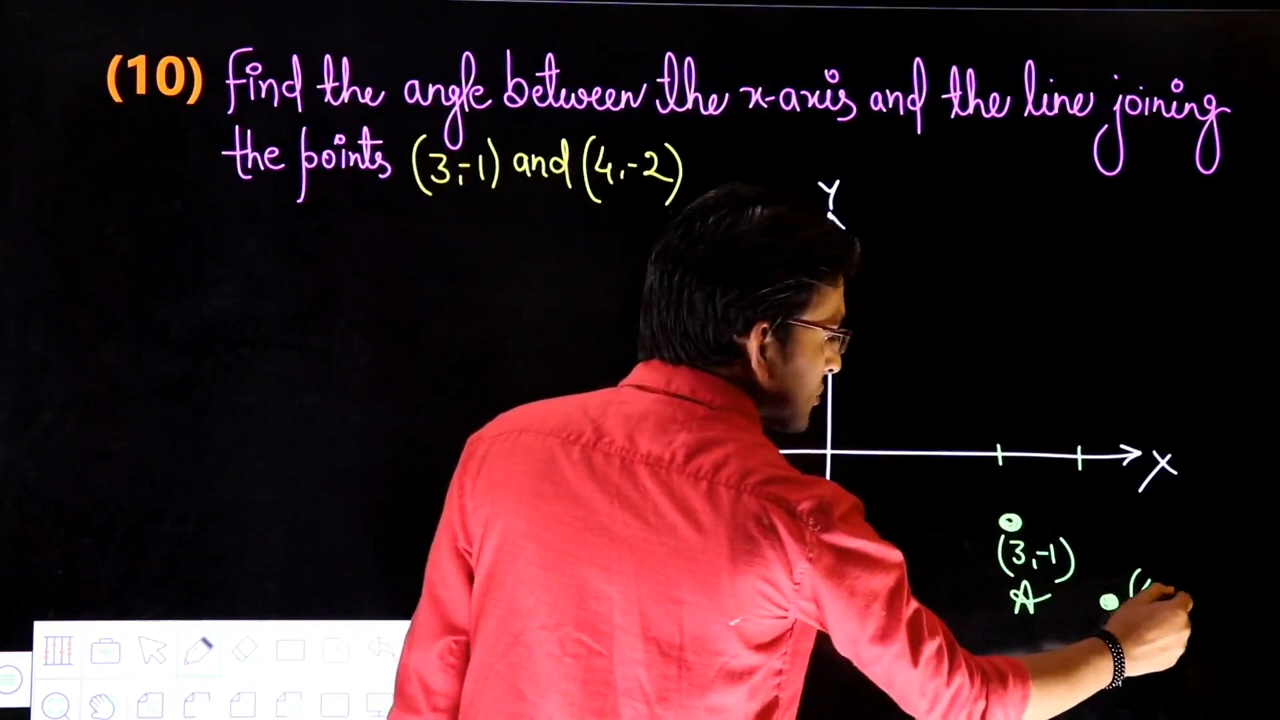 (10) Find the angle between the x-axis and the line joining
the points (3,-1) and (4,-2)
Y
X
(3,-1)
A
(